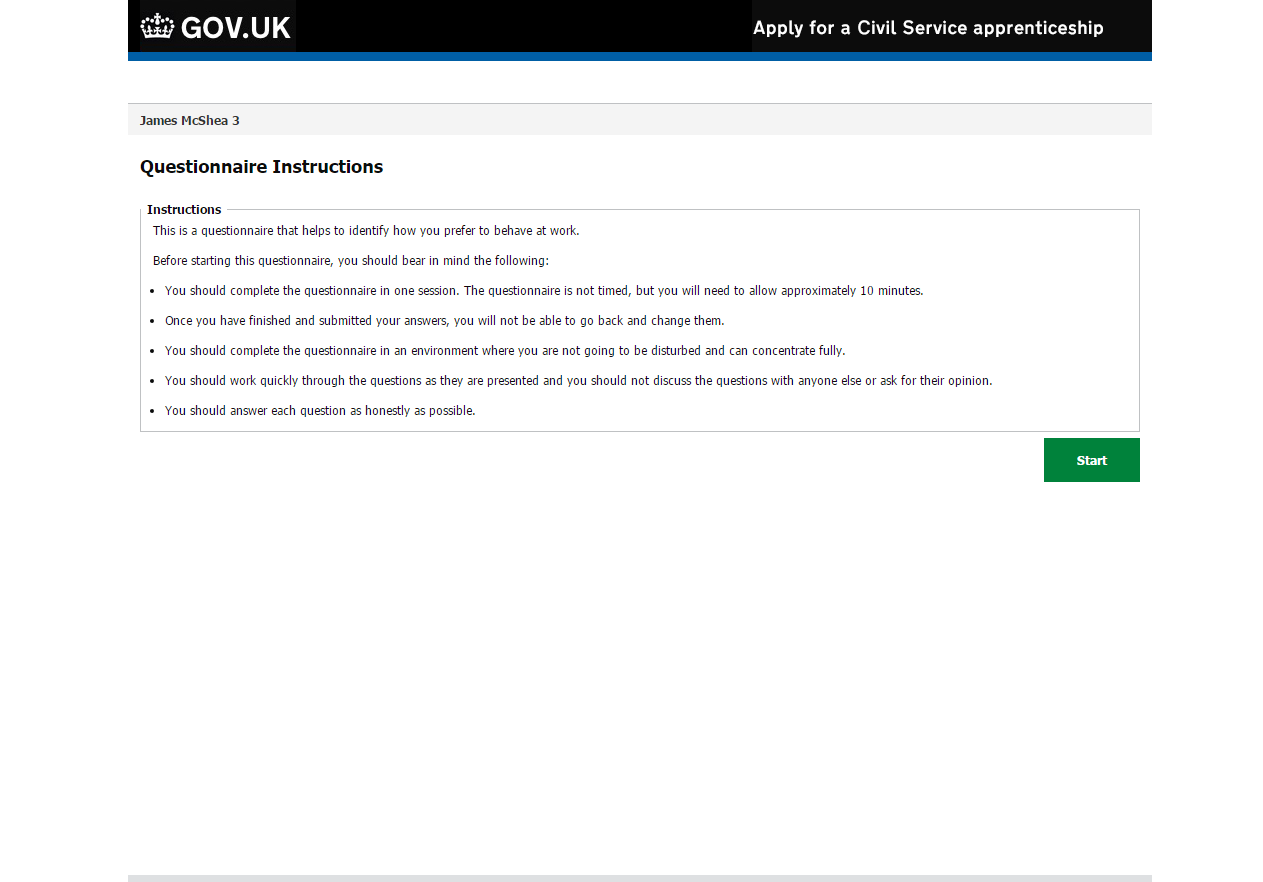 GOV.UK
Apply for a Civil Service apprenticeship
James McShea 3
Questionnaire Instructions
Instructions
This is a questionnaire that helps to identify how you prefer to behave at work.
Before starting this questionnaire, you should bear in mind the following:
• You should complete the questionnaire in one session. The questionnaire is not timed, but you will need to allow approximately 10 minutes.
• Once you have finished and submitted your answers, you will not be able to go back and change them.
• You should complete the questionnaire in an environment where you are not going to be disturbed and can concentrate fully.
• You should work quickly through the questions as they are presented and you should not discuss the questions with anyone else or ask for their opinion.
• You should answer each question as honestly as possible.
Start